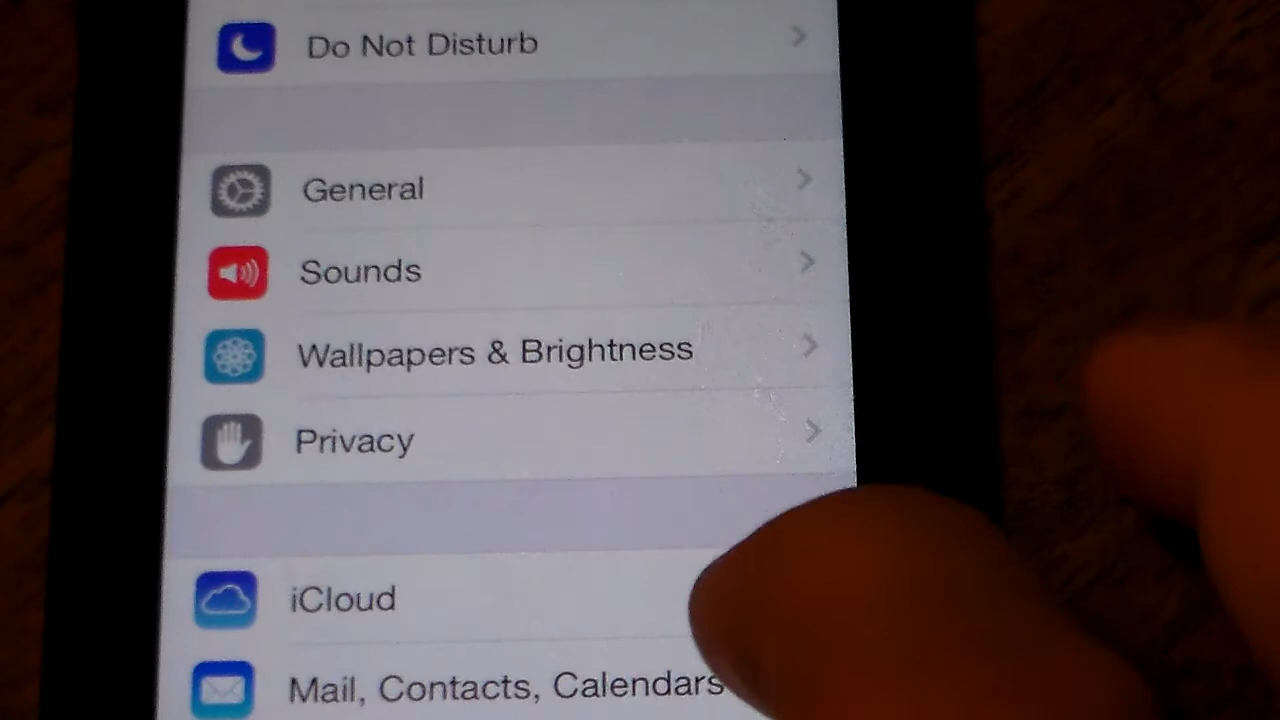 Do Not Disturb
General
Sounds
Wallpapers & Brightness
Privacy
iCloud
Mail, Contacts, Calendars